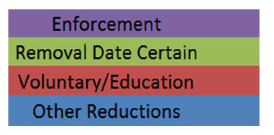 Enforcement
Removal Date Certain
Voluntary/Education
Other Reductions